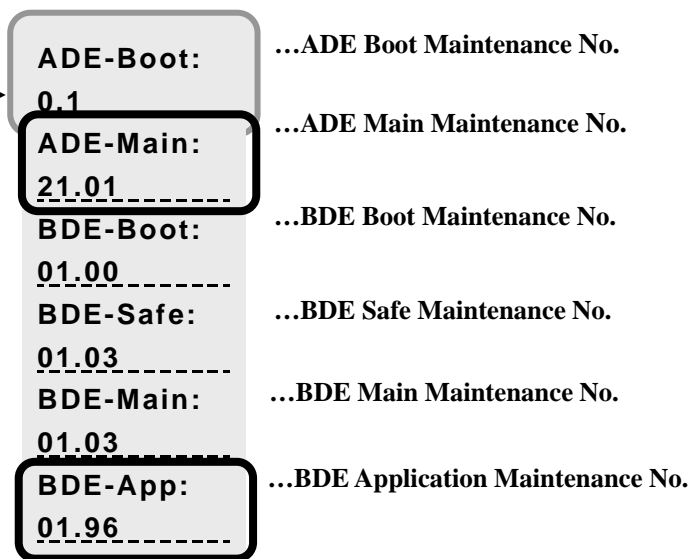 ADE-Boot:
…ADE Boot Maintenance No.
0.1
ADE-Main:
…ADE Main Maintenance No.
21.01
BDE-Boot:
…BDE Boot Maintenance No.
01.00
BDE-Safe:
…BDE Safe Maintenance No.
01.03
BDE-Main:
…BDE Main Maintenance No.
01.03
BDE-App:
…BDE Application Maintenance No.
01.96